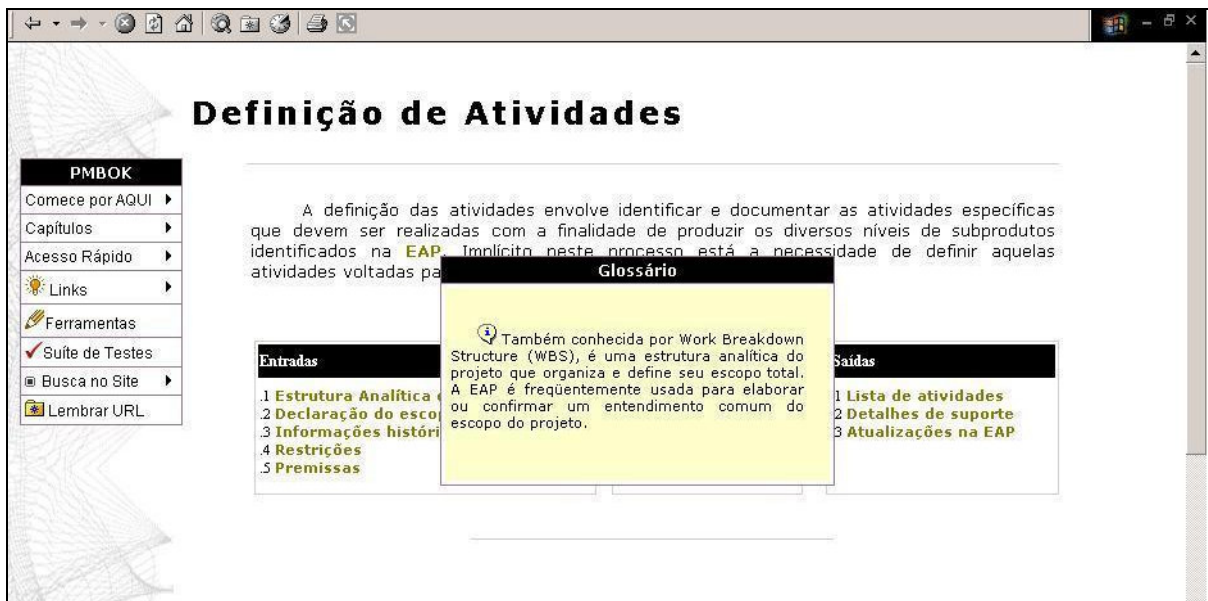 Definição de Atividades
PMBOK
Comece por AQUI
Capítulos
Acesso Rápido
Links
Ferramentas
Suíte de Testes
Busca no Site
Lembrar URL
A definição das atividades envolve identificar e documentar as atividades específicas
que devem ser realizadas com a finalidade de produzir os diversos níveis de subprodutos
identificados na EAP. Implícito neste processo está a necessidade de definir aquelas
atividades voltadas
Glossário
Também conhecida por Work Breakdown
Structure (WBS), é uma estrutura analítica do
projeto que organiza e define seu escopo total.
A EAP é freqüentemente usada para elaborar
ou confirmar um entendimento comum do
escopo do projeto.
Entradas
.1 Estrutura Analítica
.2 Declaração do
.3 Informações
.4 Restrições
.5 Premissas
Saídas
1 Lista de atividades
2 Detalhes de suporte
3 Atualizações na EAP